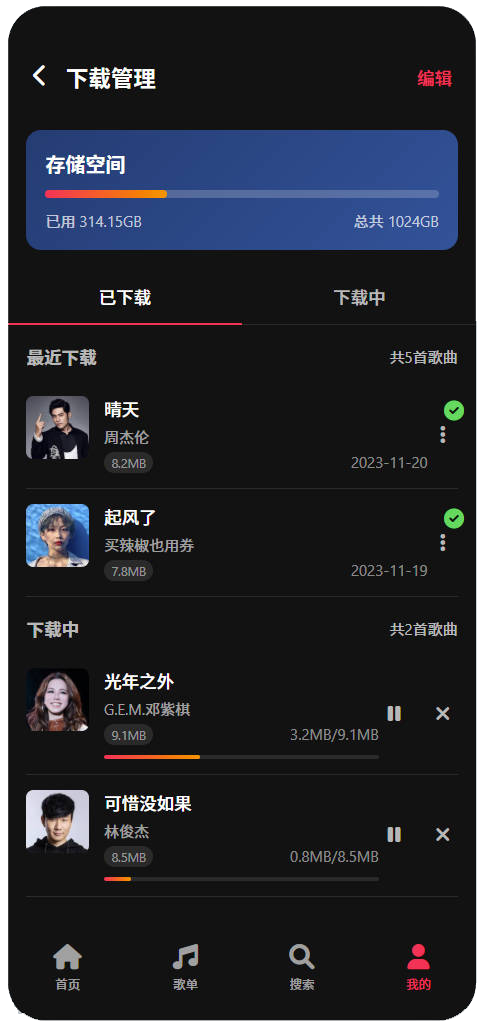 下载管理
编辑
存储空间
已用 314.15GB
总共 1024GB
已下载
下载中
最近下载
共5首歌曲
晴天
周杰伦
8.2MB
2023-11-20
起风了
买辣椒也用券
7.8MB
2023-11-19
下载中
共2首歌曲
光年之外
G.E.M.邓紫棋
9.1MB
3.2MB/9.1MB
可惜没如果
林俊杰
8.5MB
0.8MB/8.5MB
首页
歌单
搜索
我的